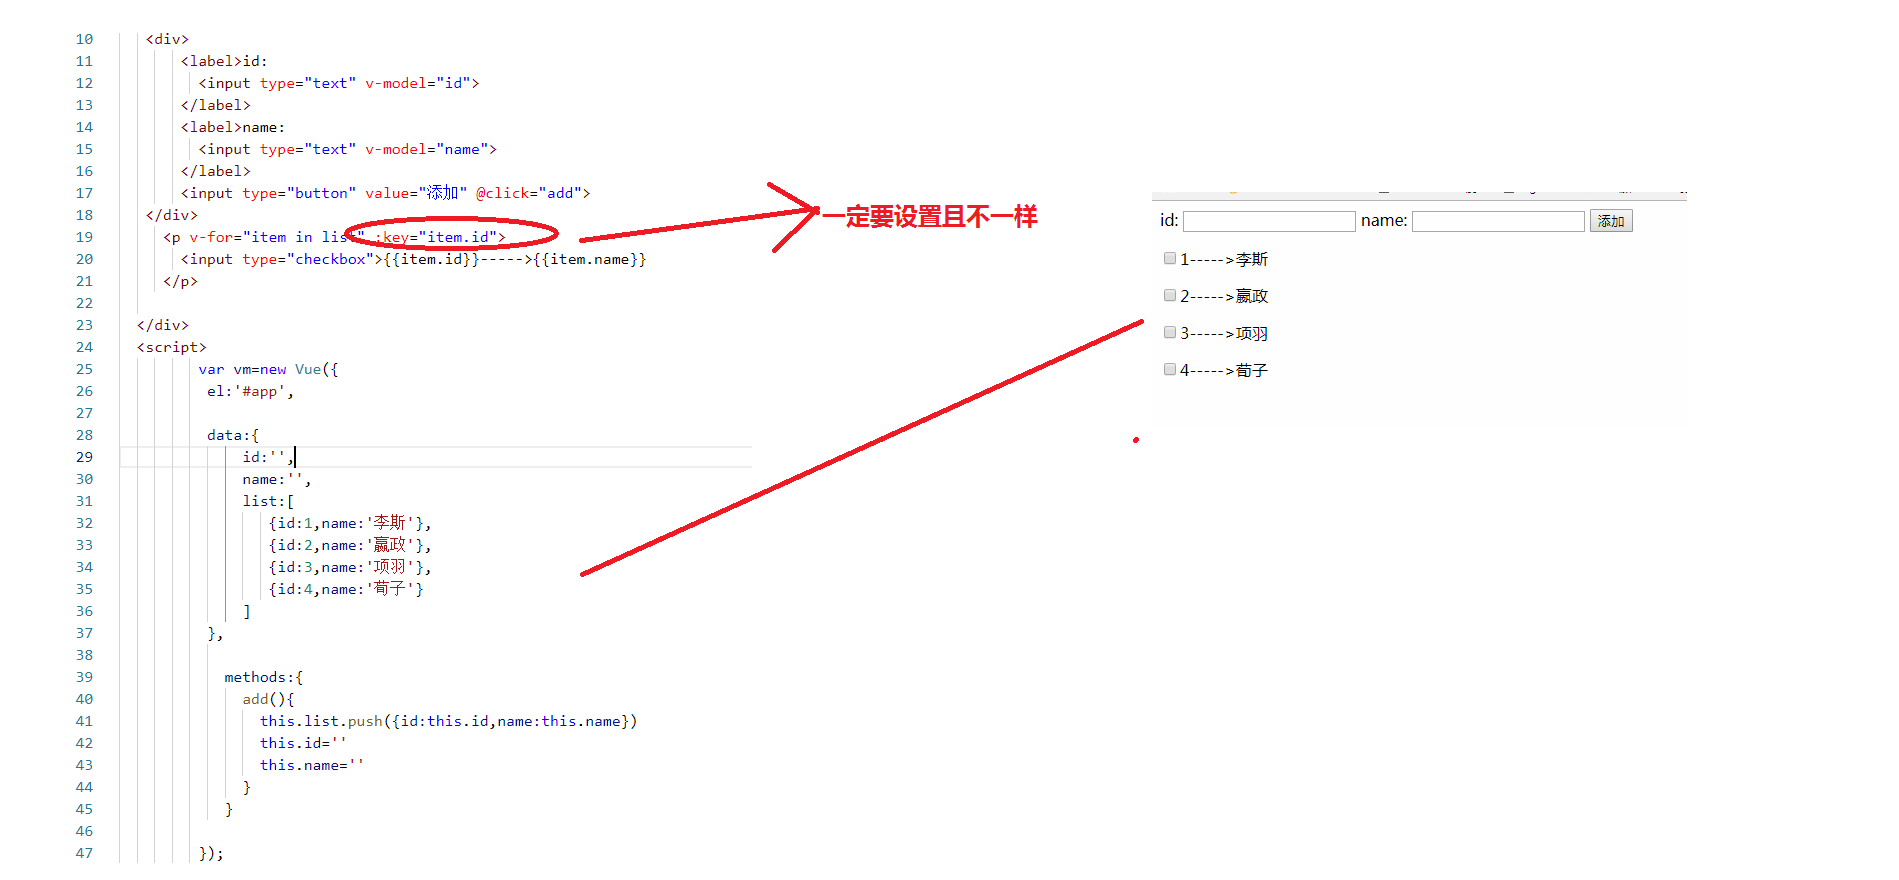 10 <div>
11 <label>id:
12 <input type="text" v-model="id">
13 </label>
14 <label>name:
15 <input type="text" v-model="name">
16 </label>
17 <input type="button" value="添加" @click="add">
18 </div>
19 <p v-for="item in list" :key="item.id">
20 <input type="checkbox">{{item.id}}----->{{item.name}}
21 </p>
22
23 </div>
24 <script>
25 var vm=new Vue({
26 el:'#app',
27
28 data:{
29 id:'',
30 name:'',
31 list:[
32 {id:1,name:'李斯'},
33 {id:2,name:'嬴政'},
34 {id:3,name:'项羽'},
35 {id:4,name:'荀子'}
36 ]
37 },
38
39 methods:{
40 add(){
41 this.list.push({id:this.id,name:this.name})
42 this.id=''
43 this.name=''
44 }
45 }
46
47 });
一定要设置且不一样
id: name: 添加
1----->李斯
2----->嬴政
3----->项羽
4----->荀子